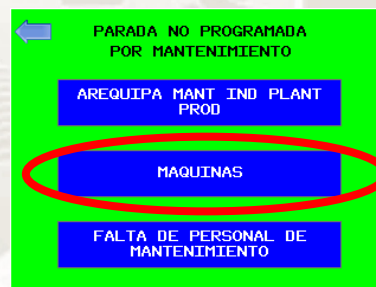 PARADA NO PROGRAMADA
POR MANTENIMIENTO
AREQUIPA MANT IND PLANT
PROD
MAQUINAS
FALTA DE PERSONAL DE
MANTENIMIENTO